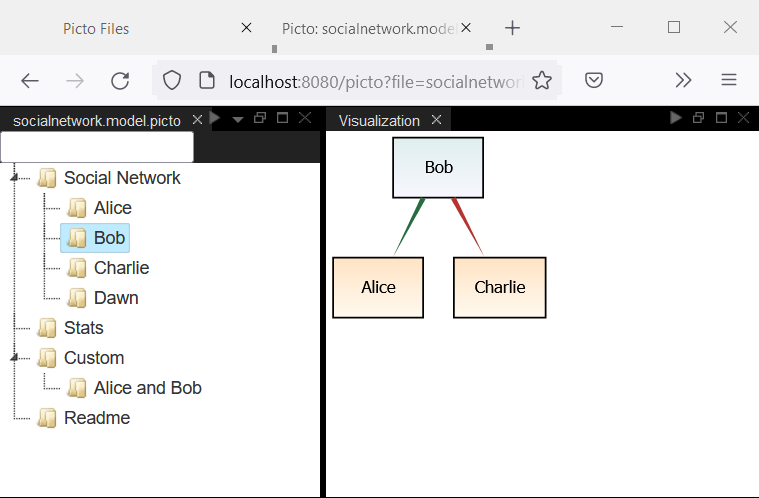 Picto Files
Picto: socialnetwork.model
localhost:8080/picto?file=socialnetwor
socialnetwork.model.picto
Visualization
Social Network
Alice
Bob
Charlie
Dawn
Stats
Custom
Alice and Bob
Readme
Bob
Alice
Charlie